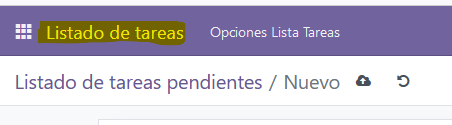 Listado de tareas Opciones Lista Tareas
Listado de tareas pendientes / Nuevo